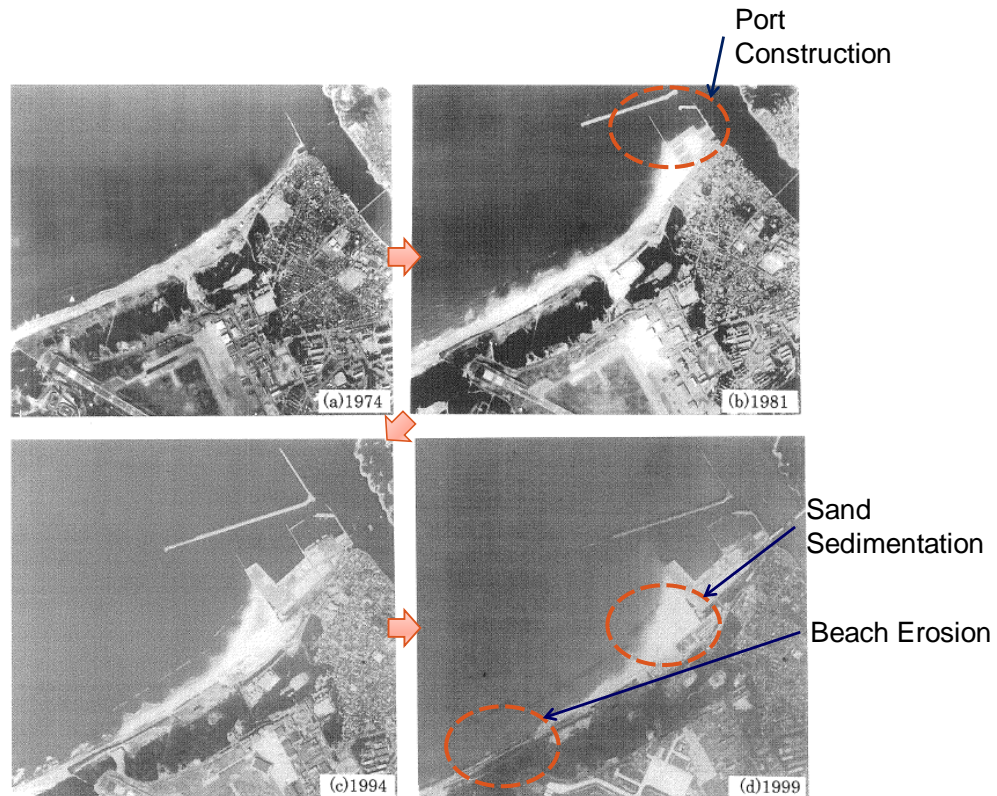 Port
Construction
(a)1974
(b)1981
Sand
Sedimentation
Beach Erosion
(c)1994
(d)1999